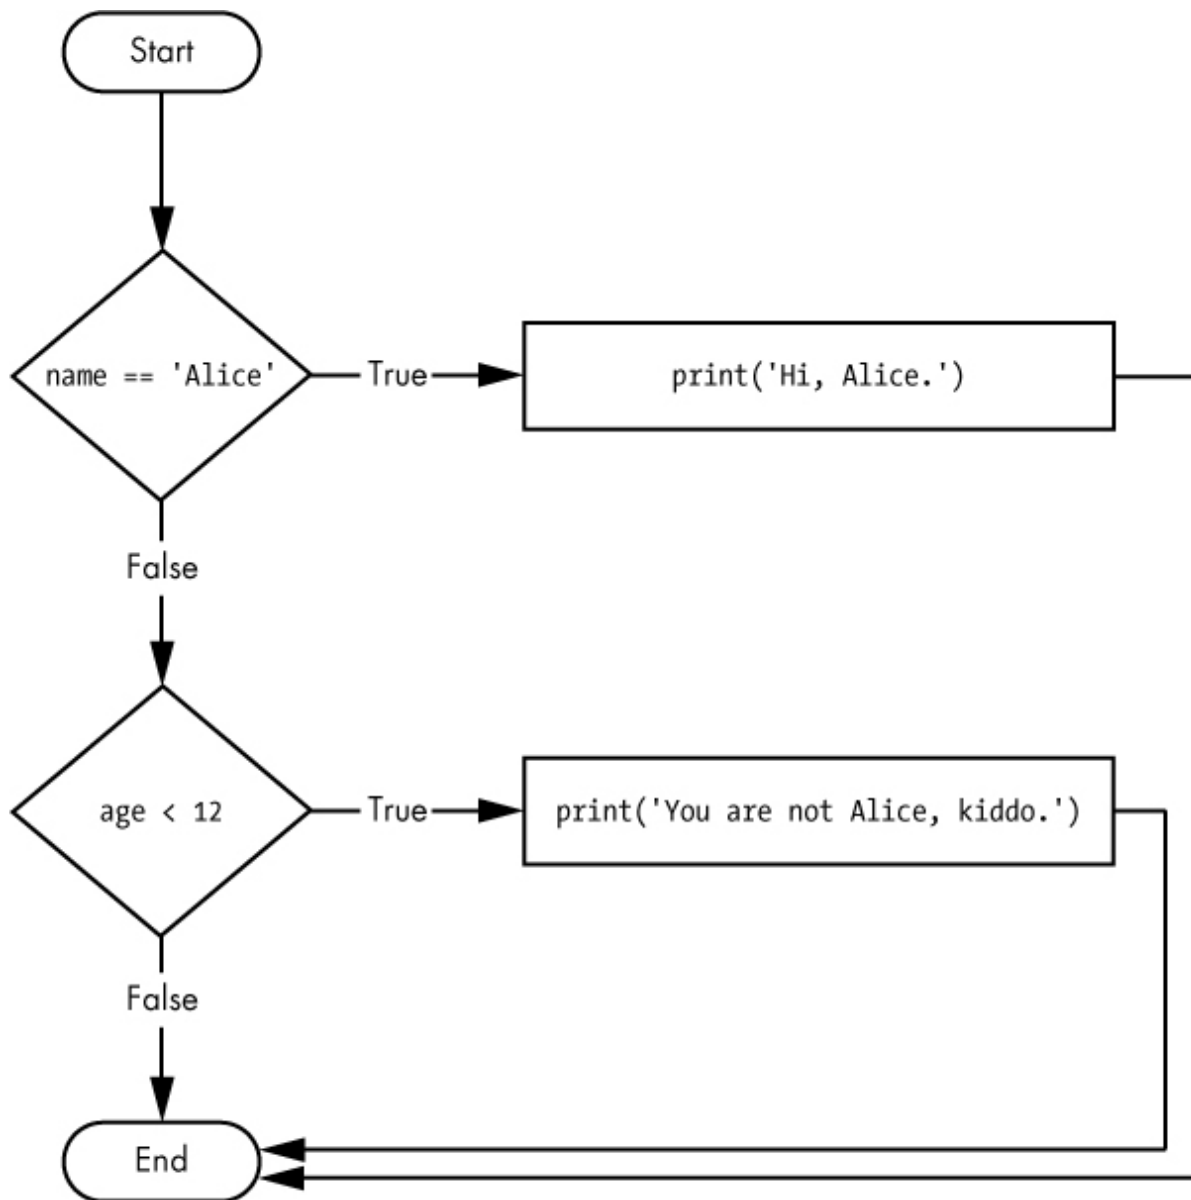 Start
name == 'Alice'
True
print('Hi, Alice.')
False
age < 12
True
print('You are not Alice, kiddo.')
False
End